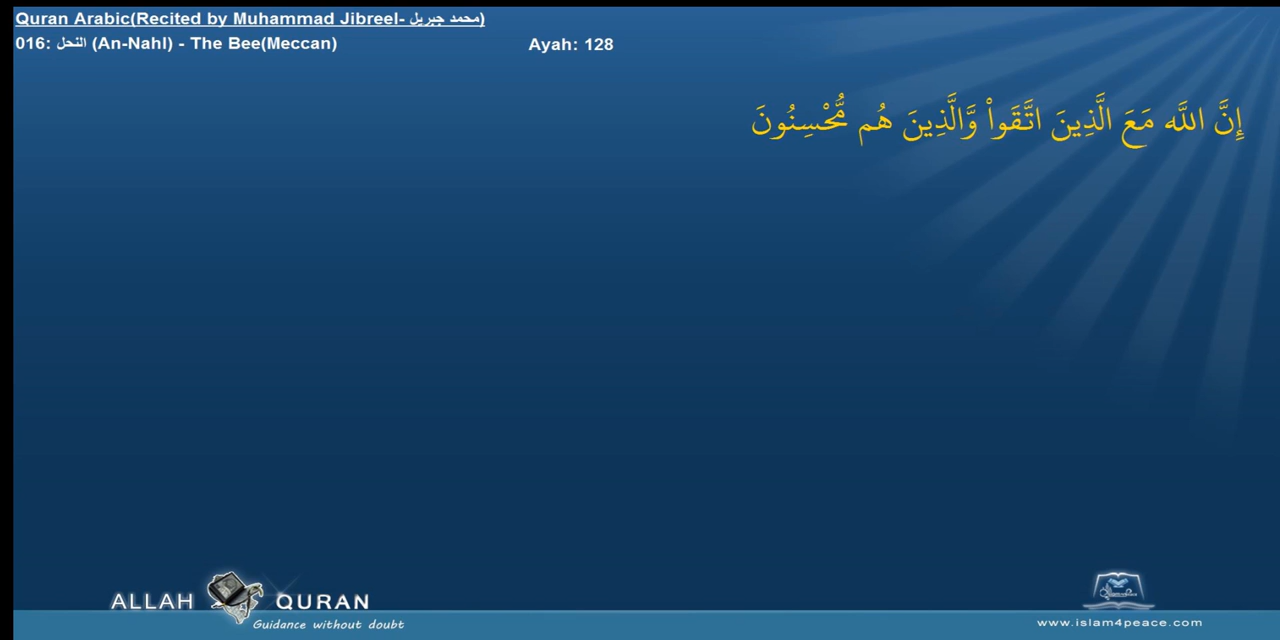 Quran Arabic(Recited by Muhammad Jibreel- محمد جبريل)
016: النحل (An-Nahl) - The Bee(Meccan)
Ayah: 128
إِنَّ اللَّه مَعَ الَّذِينَ اتَّقَواْ وَّالَّذِينَ هُم مُّحْسِنُونَ
ALLAH QURAN
Guidance without doubt
www.islam4peace.com